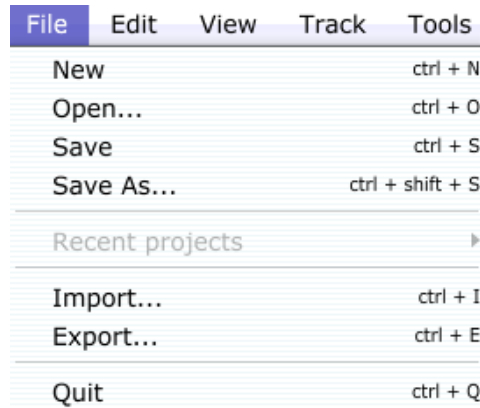 File Edit View Track Tools
New ctrl + N
Open... ctrl + O
Save ctrl + S
Save As... ctrl + shift + S
Recent projects
Import... ctrl + I
Export... ctrl + E
Quit ctrl + Q